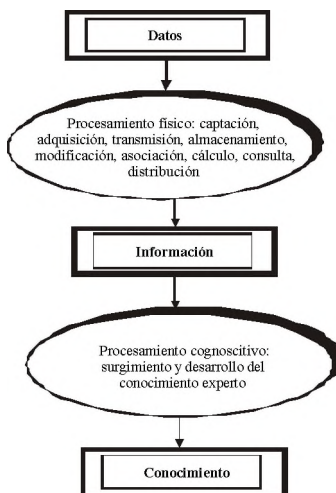 Datos
Procesamiento físico: captación,
adquisición, transmisión, almacenamiento,
modificación, asociación, cálculo, consulta,
distribución
Información
Procesamiento cognoscitivo:
surgimiento y desarrollo del
conocimiento experto
Conocimiento